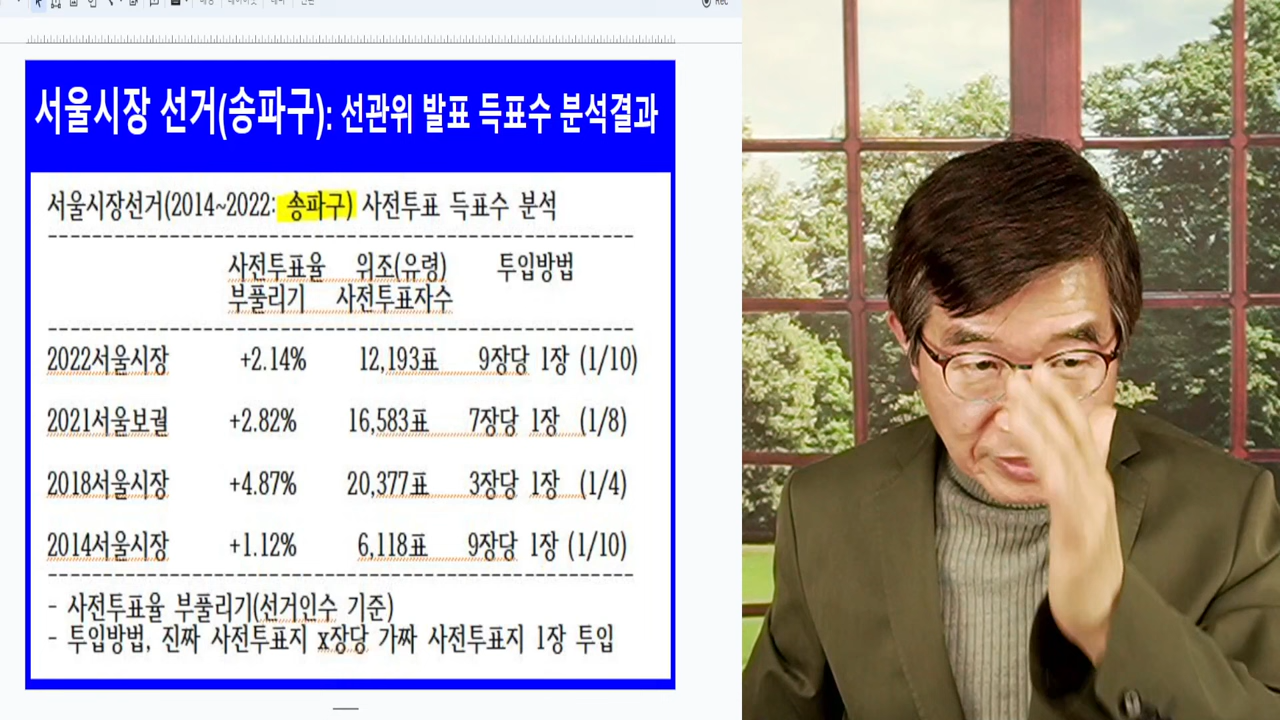 Rec
서울시장 선거(송파구): 선관위 발표 득표수 분석결과
서울시장선거(2014~2022: 송파구) 사전투표 득표수 분석
사전투표율 위조(유령) 투입방법
부풀리기 사전투표자수
2022서울시장 +2.14% 12,193표 9장당 1장 (1/10)
2021서울보궐 +2.82% 16,583표 7장당 1장 (1/8)
2018서울시장 +4.87% 20,377표 3장당 1장 (1/4)
2014서울시장 +1.12% 6,118표 9장당 1장 (1/10)
- 사전투표율 부풀리기(선거인수 기준)
- 투입방법, 진짜 사전투표지 x장당 가짜 사전투표지 1장 투입